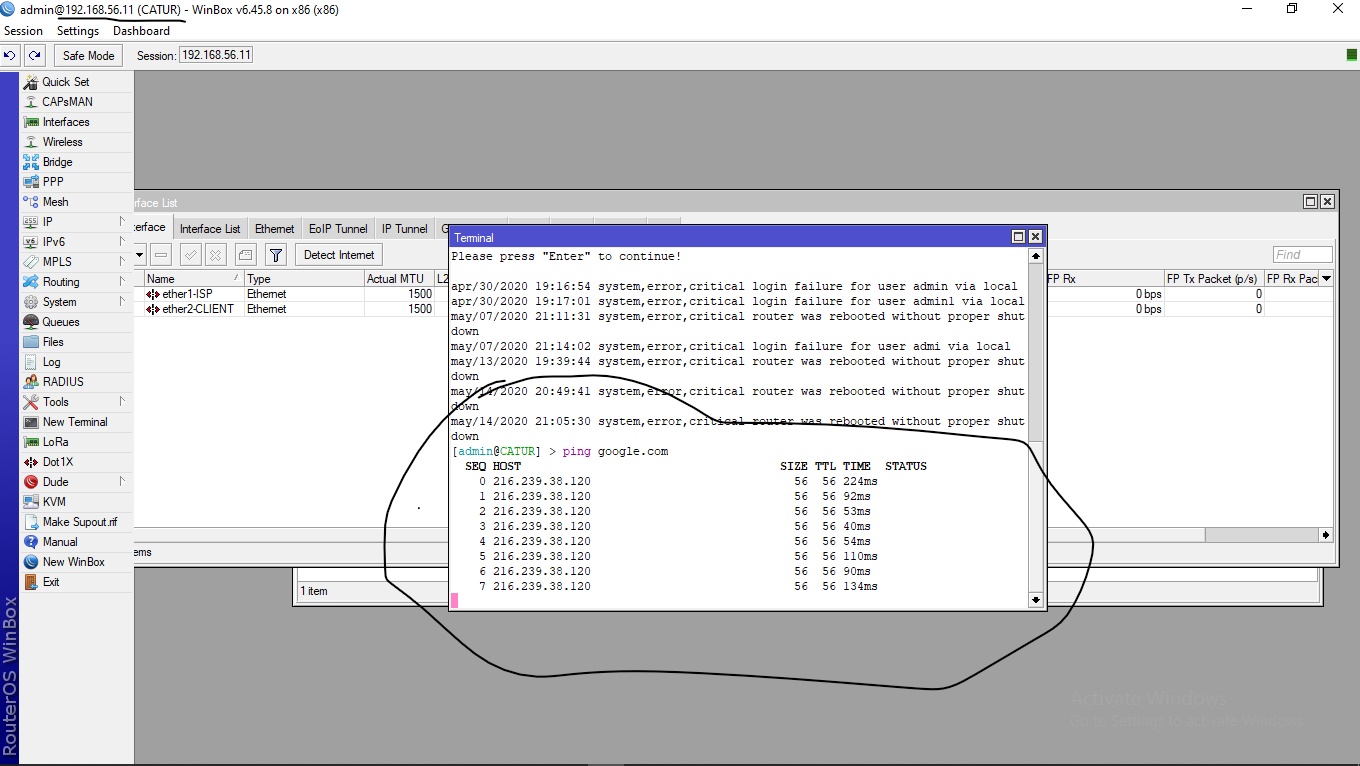 admin@192.168.56.11 (CATUR) - WinBox v6.45.8 on x86 (x86)
Session Settings Dashboard
Safe Mode Session: 192.168.56.11
Quick Set
CAPsMAN
Interfaces
Wireless
Bridge
PPP
Mesh
IP
IPv6
MPLS
Routing
System
Queues
Files
Log
RADIUS
Tools
New Terminal
LoRa
Dot1X
Dude
KVM
Make Supout.rif
Manual
New WinBox
Exit
RouterOS WinBox
rface List
erface Interface List Ethernet EoIP Tunnel IP Tunnel G
Detect Internet Find
Name Type Actual MTU L2 FP Rx FP Tx Packet (p/s) FP Rx Pac
ether1-ISP Ethernet 1500 0 bps 0
ether2-CLIENT Ethernet 1500 0 bps 0
ems
1 item
Terminal
Please press "Enter" to continue!
apr/30/2020 19:16:54 system,error,critical login failure for user admin via local
apr/30/2020 19:17:01 system,error,critical login failure for user adminl via local
may/07/2020 21:11:31 system,error,critical router was rebooted without proper shut
down
may/07/2020 21:14:02 system,error,critical login failure for user admi via local
may/13/2020 19:39:44 system,error,critical router was rebooted without proper shut
down
may/14/2020 20:49:41 system,error,critical router was rebooted without proper shut
down
may/14/2020 21:05:30 system,error,critical router was rebooted without proper shut
down
[admin@CATUR] > ping google.com
SEQ HOST SIZE TTL TIME STATUS
0 216.239.38.120 56 56 224ms
1 216.239.38.120 56 56 92ms
2 216.239.38.120 56 56 53ms
3 216.239.38.120 56 56 40ms
4 216.239.38.120 56 56 54ms
5 216.239.38.120 56 56 110ms
6 216.239.38.120 56 56 90ms
7 216.239.38.120 56 56 134ms
Activate Windows
Go to Settings to activate Windows.